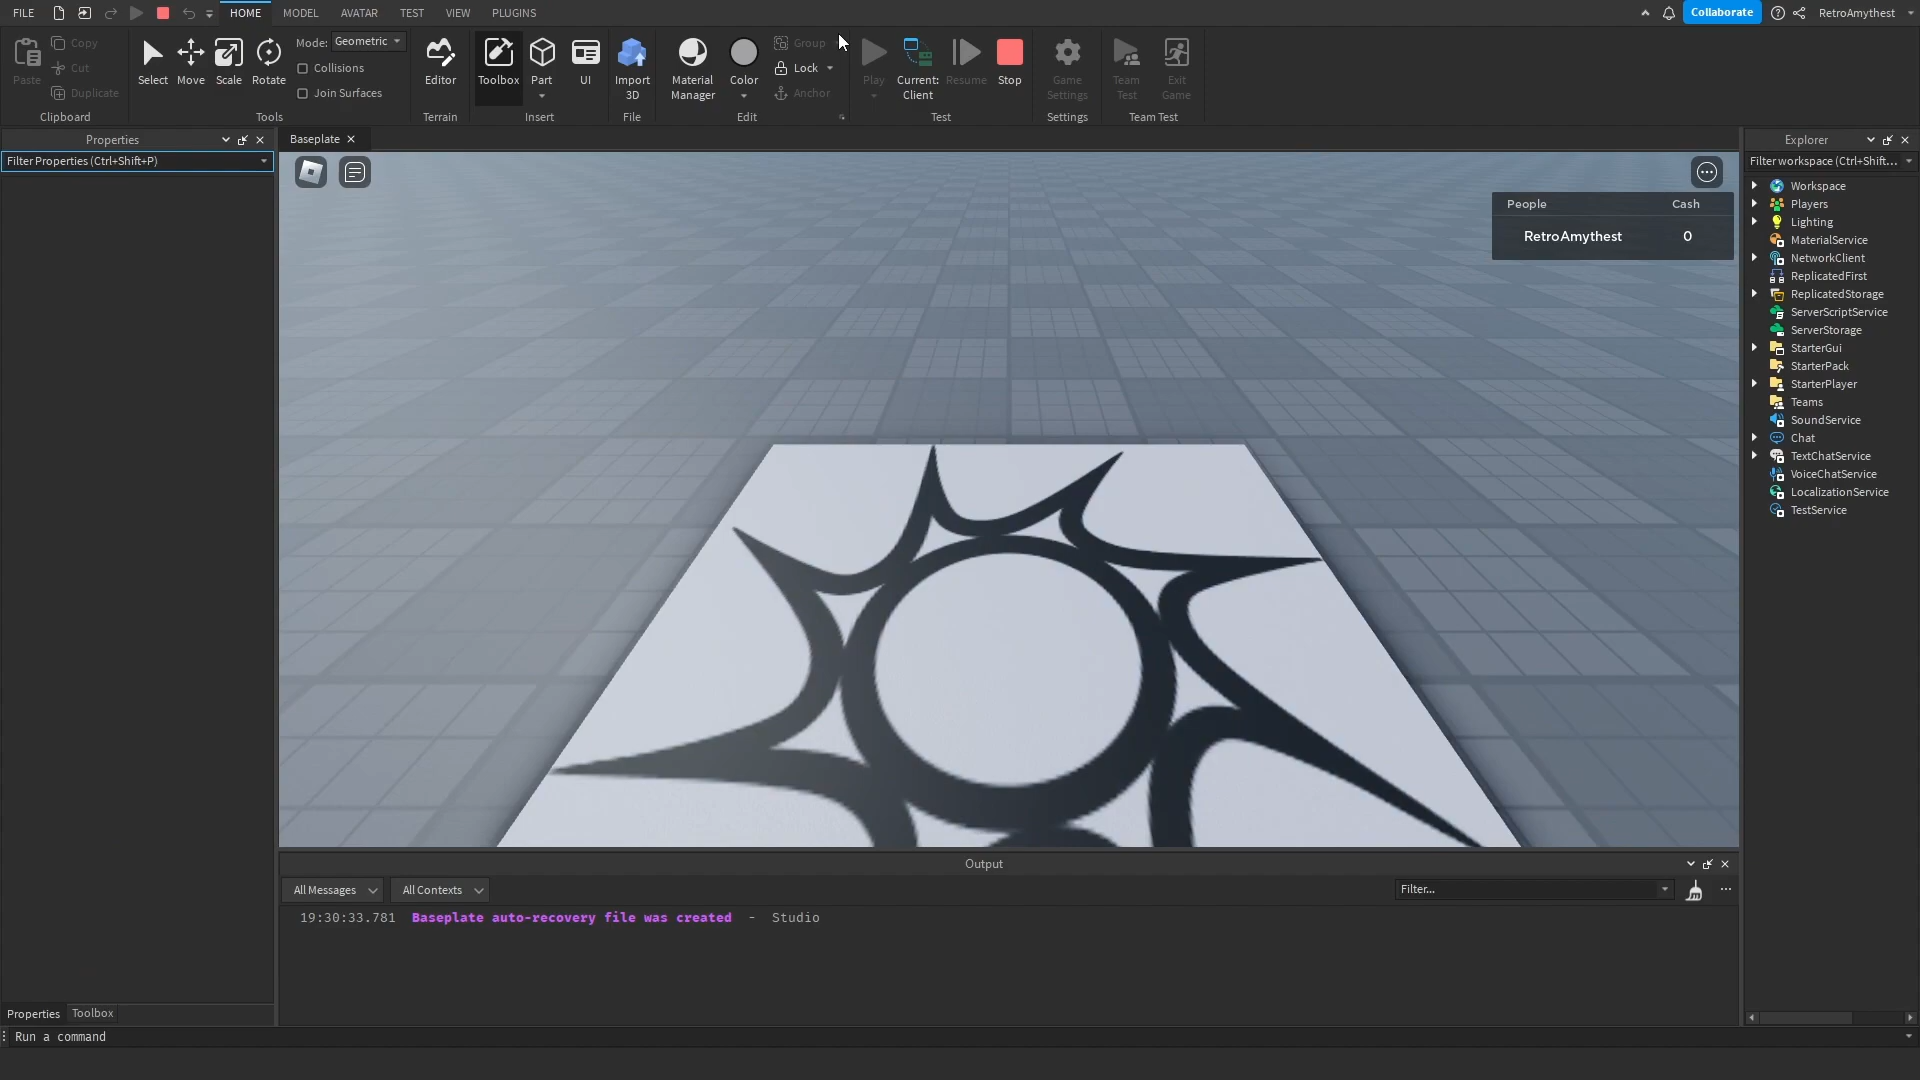 FILE HOME MODEL AVATAR TEST VIEW PLUGINS Collaborate RetroAmythest
Paste Copy Cut Duplicate Clipboard
Select Move Scale Rotate Mode: Geometric Collisions Join Surfaces Tools
Editor Terrain
Toolbox Part UI Insert
Import 3D File
Material Manager Color Group Lock Anchor Edit
Play Current: Client Resume Stop Test
Game Settings Settings
Team Test Exit Game Team Test
Properties
Filter Properties (Ctrl+Shift+P)
Baseplate
People Cash
RetroAmythest 0
Explorer
Filter workspace (Ctrl+Shift...
Workspace
Players
Lighting
MaterialService
NetworkClient
ReplicatedFirst
ReplicatedStorage
ServerScriptService
ServerStorage
StarterGui
StarterPack
StarterPlayer
Teams
SoundService
Chat
TextChatService
VoiceChatService
LocalizationService
TestService
Output
All Messages All Contexts Filter...
19:30:33.781 Baseplate auto-recovery file was created - Studio
Properties Toolbox
Run a command